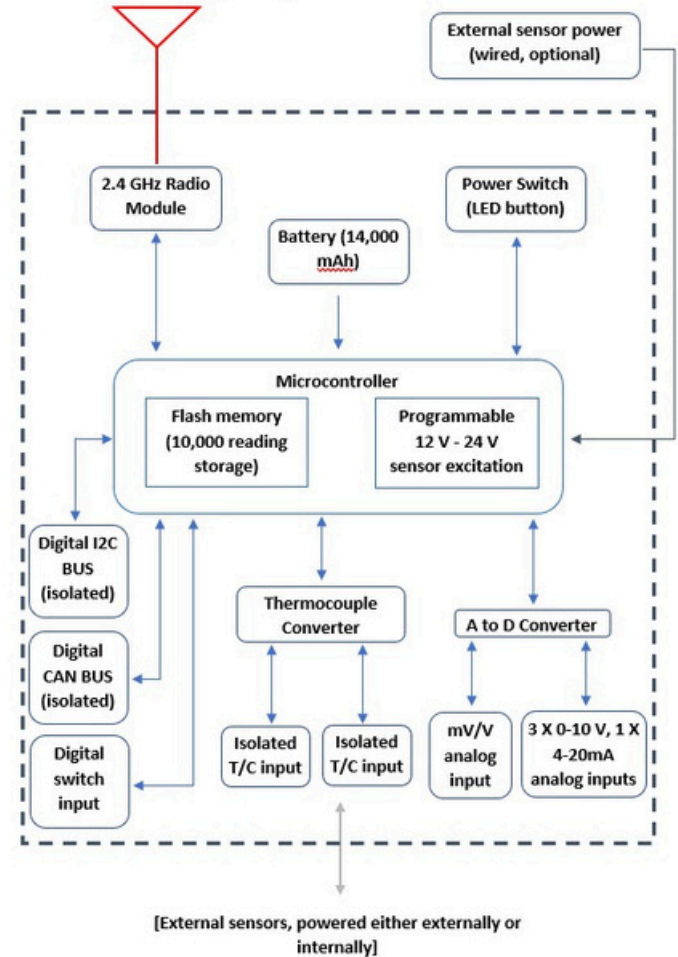 External sensor power
(wired, optional)
2.4 GHz Radio
Module
Power Switch
(LED button)
Battery (14,000
mAh)
Microcontroller
Flash memory
(10,000 reading
storage)
Programmable
12 V - 24 V
sensor excitation
Digital I2C
BUS
(isolated)
Thermocouple
Converter
A to D Converter
Digital
CAN BUS
(isolated)
Isolated
T/C input
Isolated
T/C input
mV/V
analog
input
3 X 0-10 V, 1 X
4-20mA
analog inputs
Digital
switch
input
[External sensors, powered either externally or
internally]